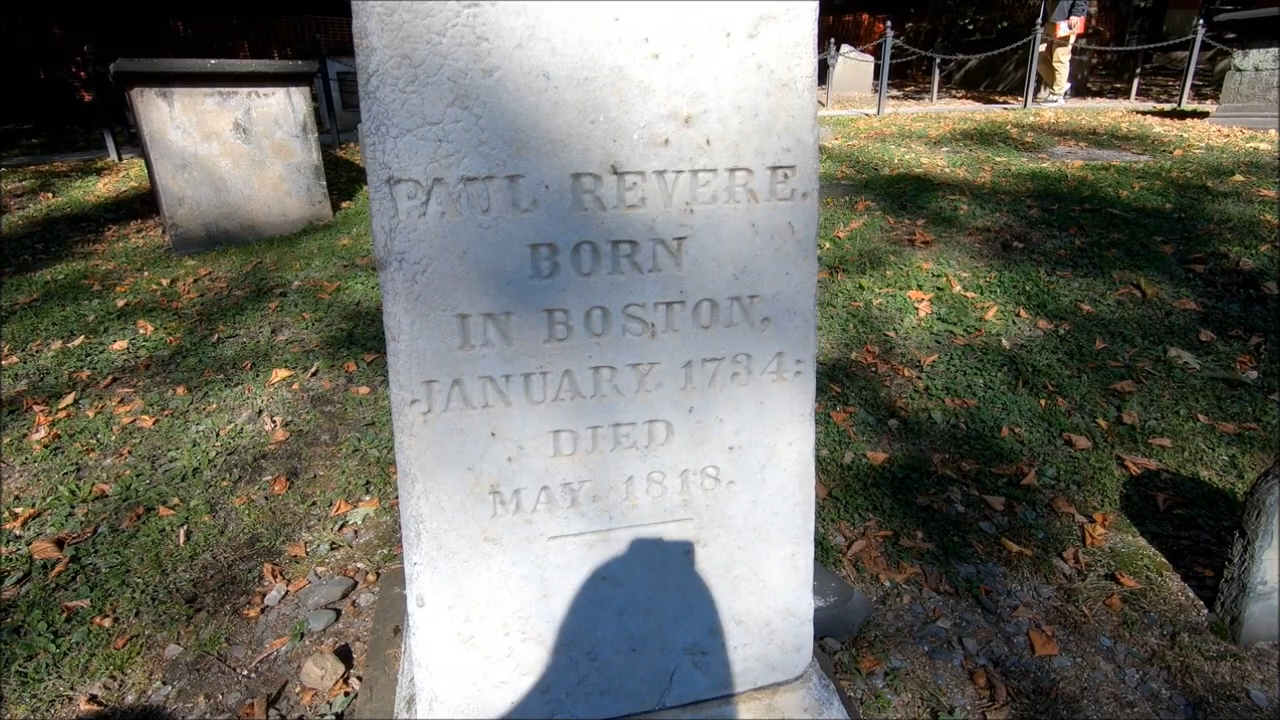 PAUL REVERE.
BORN
IN BOSTON,
JANUARY 1734:
DIED
MAY. 1818.